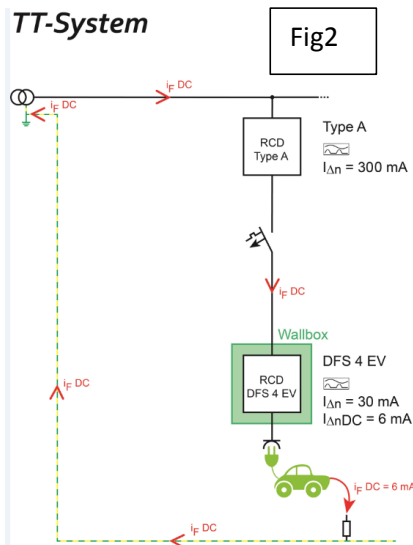 TT-System
Fig2
iF DC
iF DC
RCD
Type A
Type A
IΔn = 300 mA
iF DC
Wallbox
RCD
DFS 4 EV
DFS 4 EV
IΔn = 30 mA
IΔnDC = 6 mA
iF DC
iF DC = 6 mA
iF DC